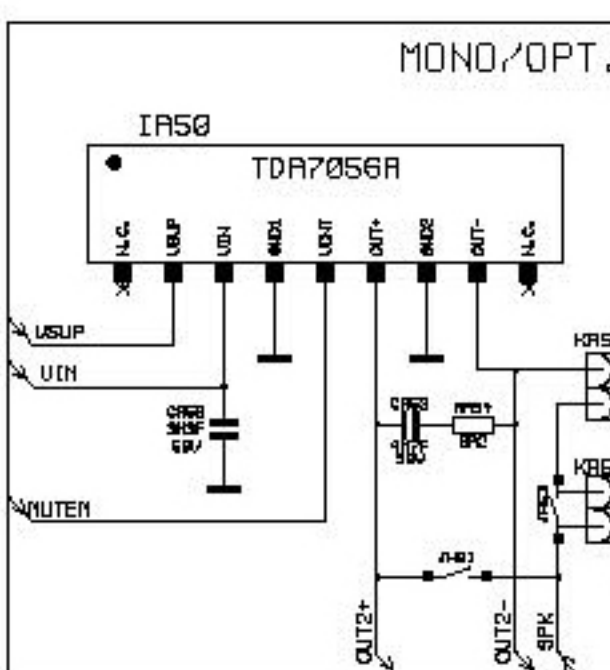 MONO/OPT.
IA50
TDA7056A
N.C. VSUP VIN GND1 VCNT OUT+ GND2 OUT- N.C.
VSUP
VIN
MUTEN
OUT2+
OUT2-
SPK